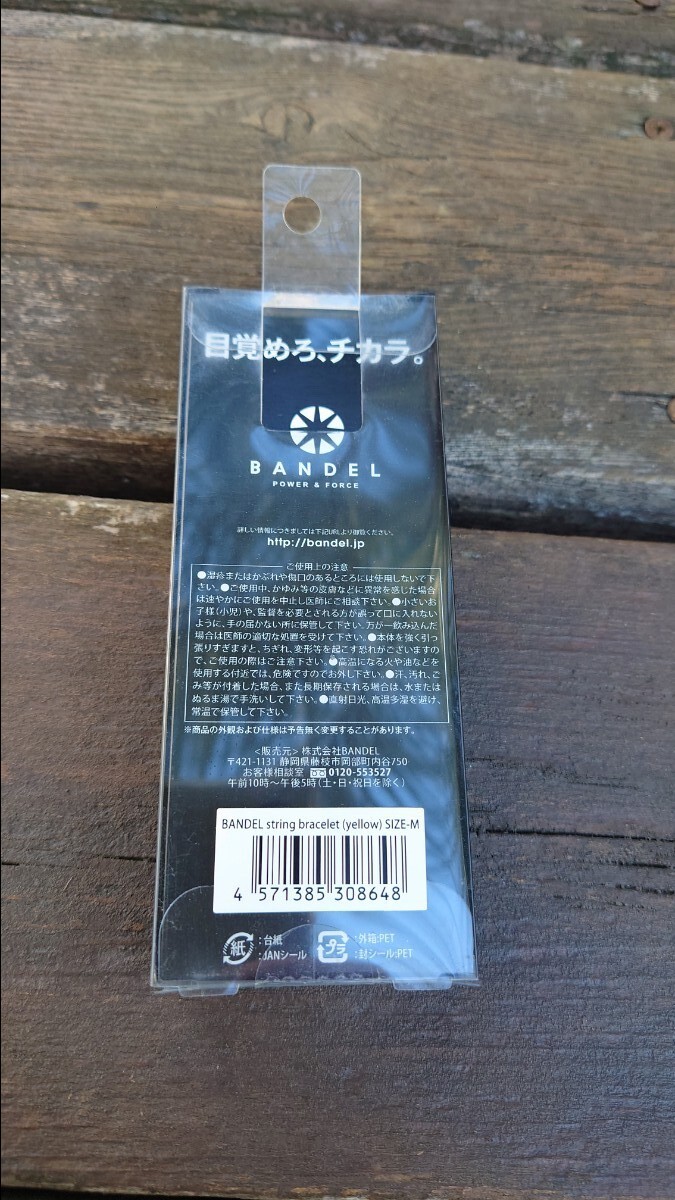 目覚めろ、チカラ。
BANDEL
POWER & FORCE
詳しい情報につきましては下記URLより御覧ください。
http://bandel.jp
ご使用上の注意
●湿疹またはかぶれや傷口のあるところには使用しないで下
さい。●ご使用中、かゆみ等の皮膚などに異常を感じた場合
は速やかにご使用を中止し医師にご相談下さい。●小さいお
子様(小児)や、監督を必要とされる方が誤って口に入れない
ように、手の届かない所に保管して下さい。万が一飲み込んだ
場合は医師の適切な処置を受けて下さい。●本体を強く引っ
張りすぎますと、ちぎれ、変形等を起こす恐れがございますの
で、ご使用の際はご注意下さい。●高温になる火や油などを
使用する付近では、危険ですのでお外し下さい。●汗、汚れ、ご
み等が付着した場合、また長期保存される場合は、水または
ぬるま湯で手洗いして下さい。●直射日光、高温多湿を避け、
常温で保管して下さい。
※商品の外観および仕様は予告無く変更することがあります。
<販売元> 株式会社BANDEL
〒421-1131 静岡県藤枝市岡部町内谷750
お客様相談室 0120-553527
午前10時〜午後5時(土・日・祝日を除く)
BANDEL string bracelet (yellow) SIZE-M
4 571385 308648
紙 :台紙 プラ :外箱:PET
:JANシール :封シール:PET